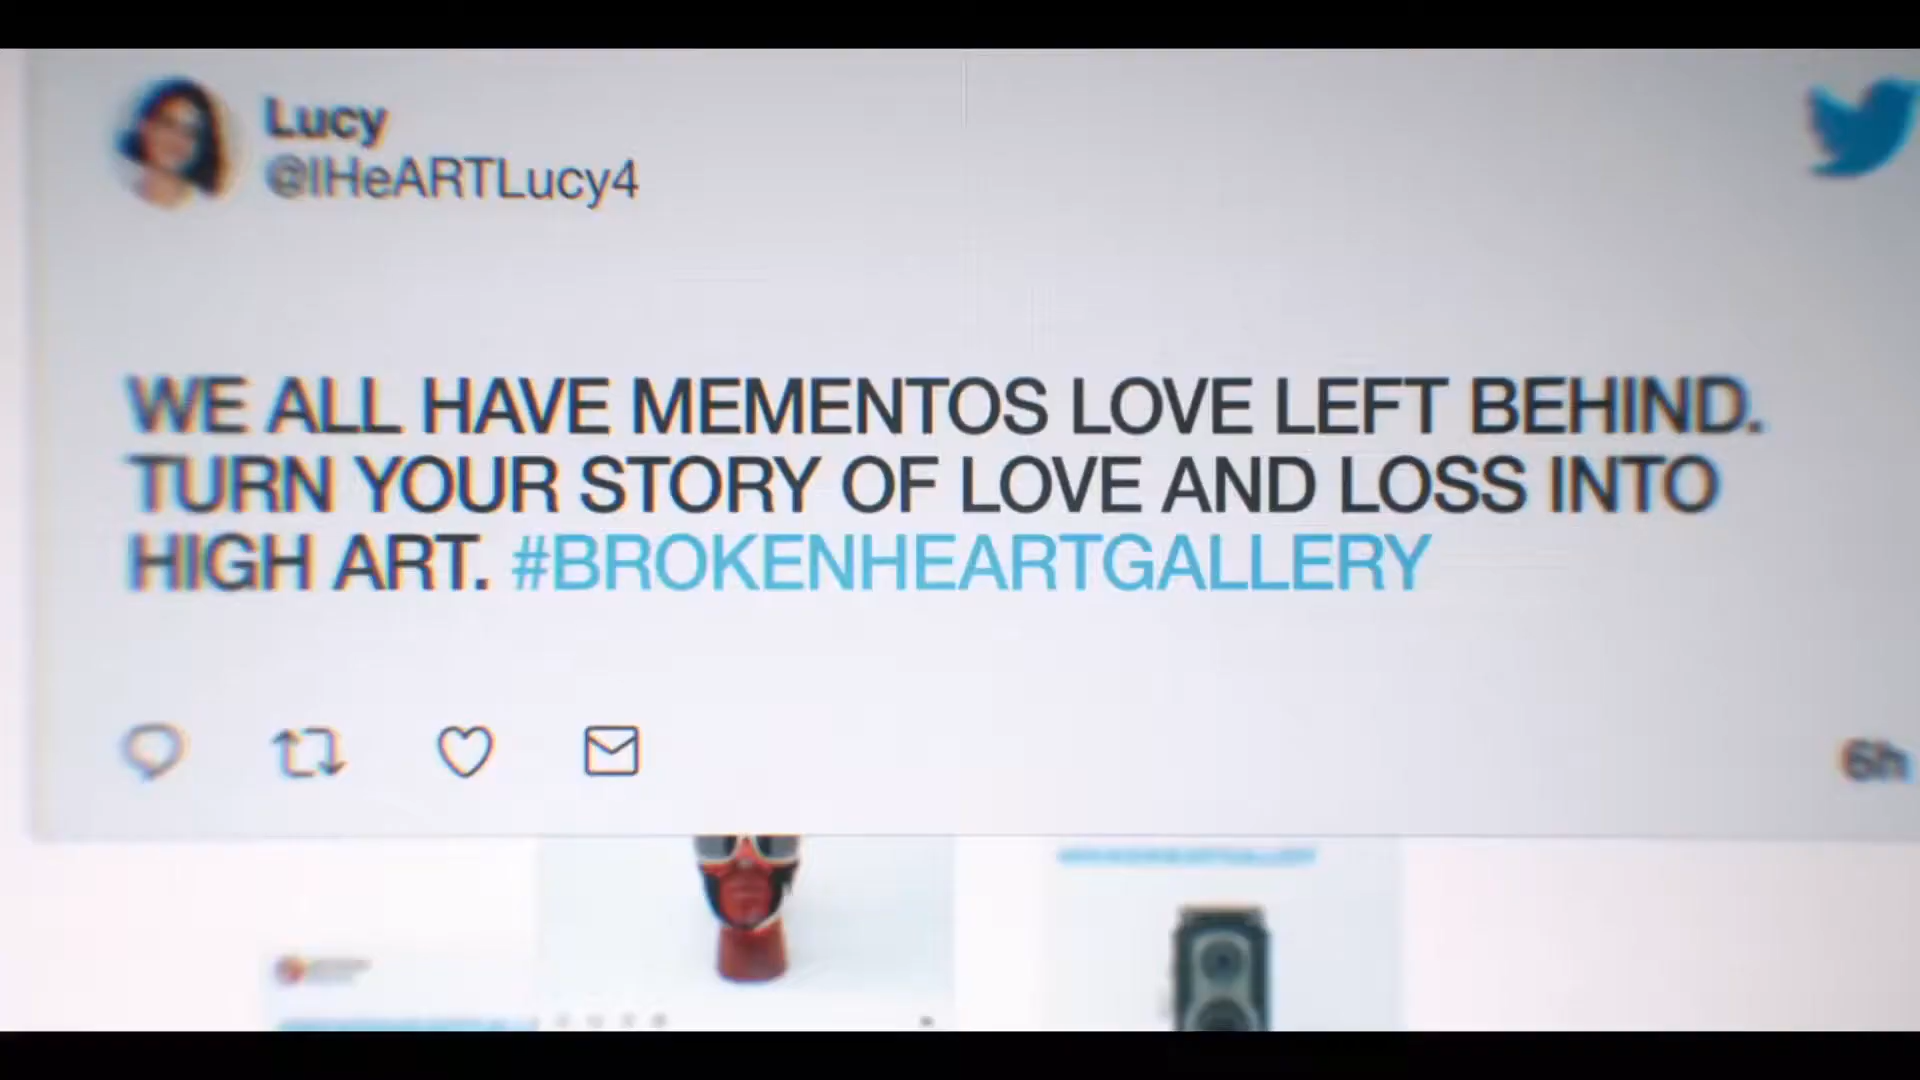 Lucy
@IHeARTLucy4
WE ALL HAVE MEMENTOS LOVE LEFT BEHIND.
TURN YOUR STORY OF LOVE AND LOSS INTO
HIGH ART. #BROKENHEARTGALLERY
6h